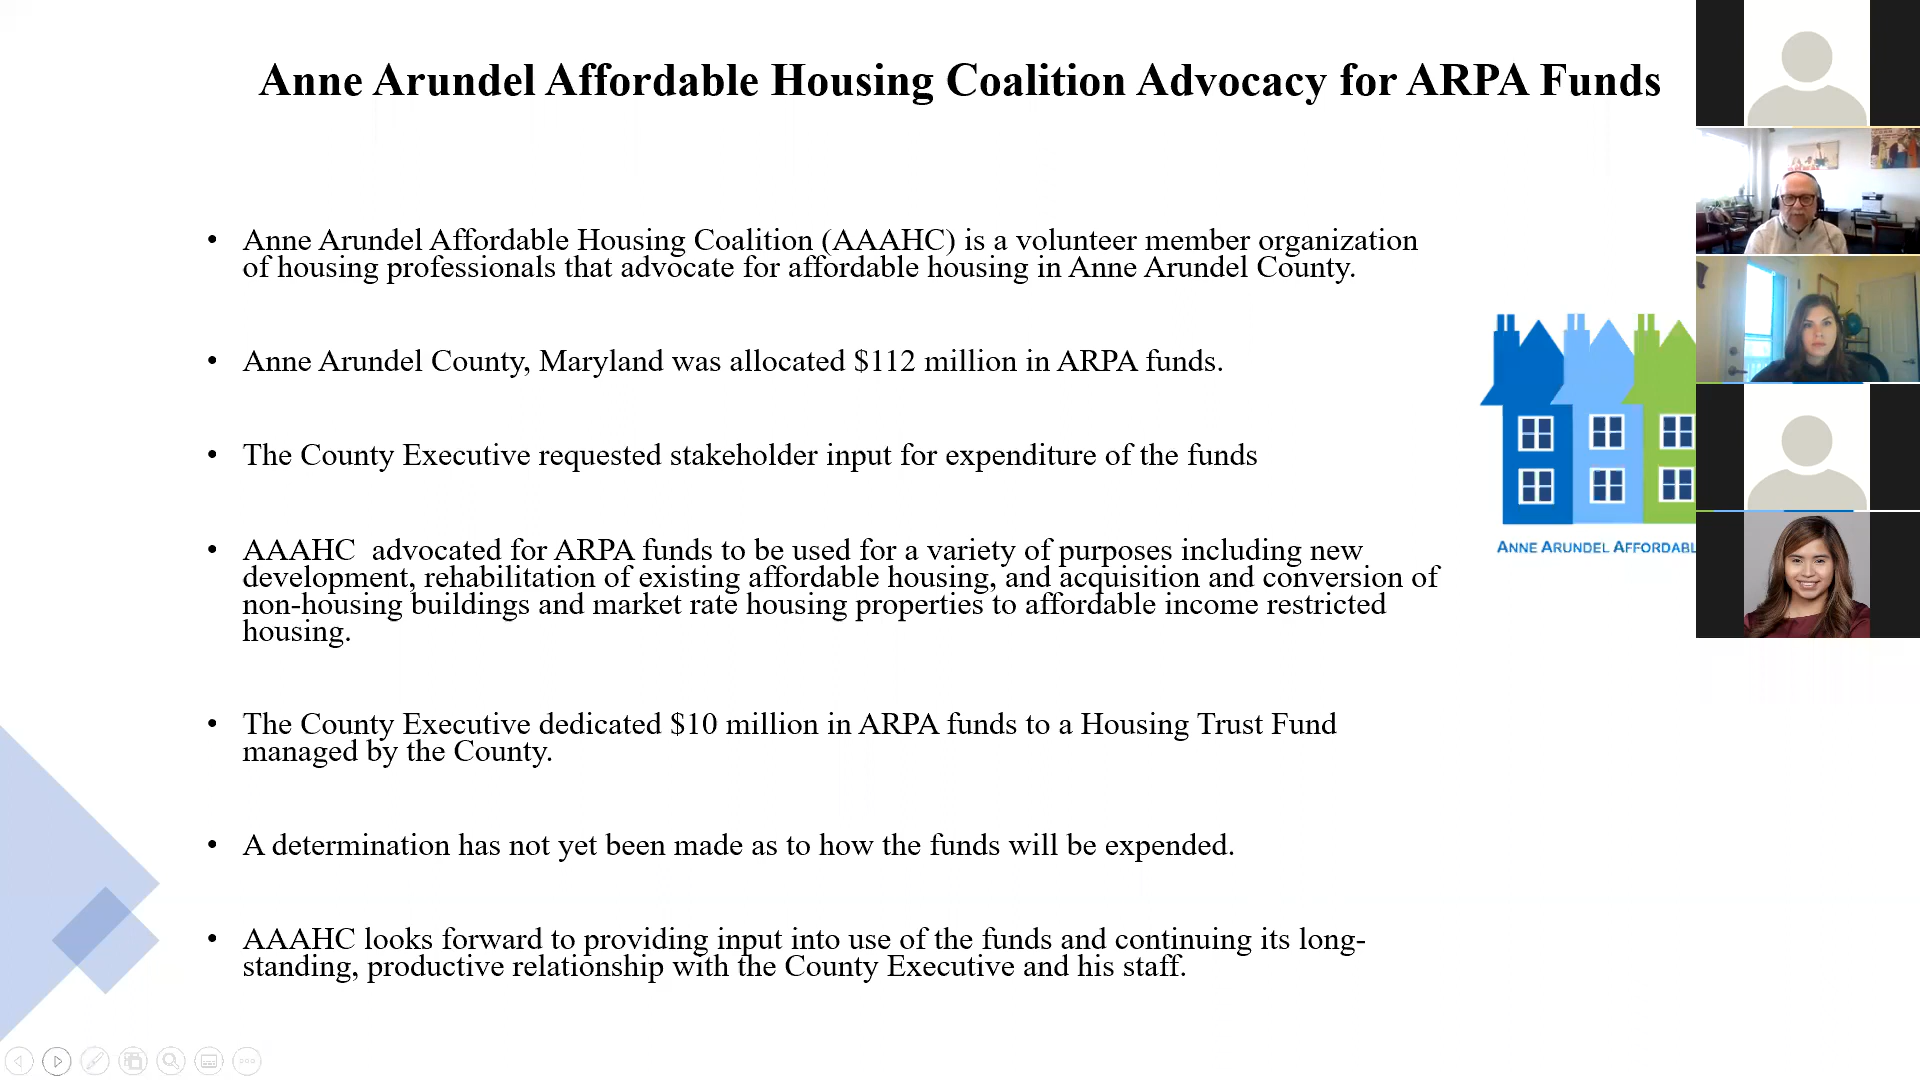 Anne Arundel Affordable Housing Coalition Advocacy for ARPA Funds
• Anne Arundel Affordable Housing Coalition (AAAHC) is a volunteer member organization
of housing professionals that advocate for affordable housing in Anne Arundel County.
• Anne Arundel County, Maryland was allocated $112 million in ARPA funds.
• The County Executive requested stakeholder input for expenditure of the funds
• AAAHC  advocated for ARPA funds to be used for a variety of purposes including new
development, rehabilitation of existing affordable housing, and acquisition and conversion of
non-housing buildings and market rate housing properties to affordable income restricted
housing.
• The County Executive dedicated $10 million in ARPA funds to a Housing Trust Fund
managed by the County.
• A determination has not yet been made as to how the funds will be expended.
• AAAHC looks forward to providing input into use of the funds and continuing its long-
standing, productive relationship with the County Executive and his staff.
ANNE ARUNDEL AFFORDABL